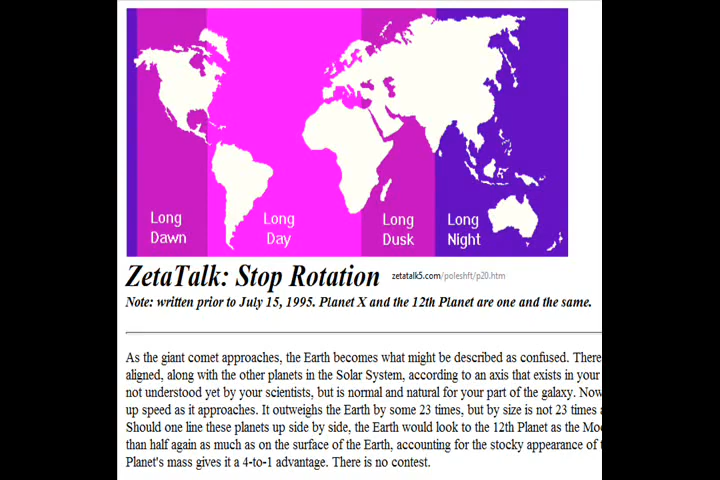 Long Dawn
Long Day
Long Dusk
Long Night
ZetaTalk: Stop Rotation zetatalk5.com/poleshft/p20.htm
Note: written prior to July 15, 1995. Planet X and the 12th Planet are one and the same.
As the giant comet approaches, the Earth becomes what might be described as confused. There
aligned, along with the other planets in the Solar System, according to an axis that exists in your
not understood yet by your scientists, but is normal and natural for your part of the galaxy. Now
up speed as it approaches. It outweighs the Earth by some 23 times, but by size is not 23 times
Should one line these planets up side by side, the Earth would look to the 12th Planet as the
than half again as much as on the surface of the Earth, accounting for the stocky appearance of
Planet's mass gives it a 4-to-1 advantage. There is no contest.